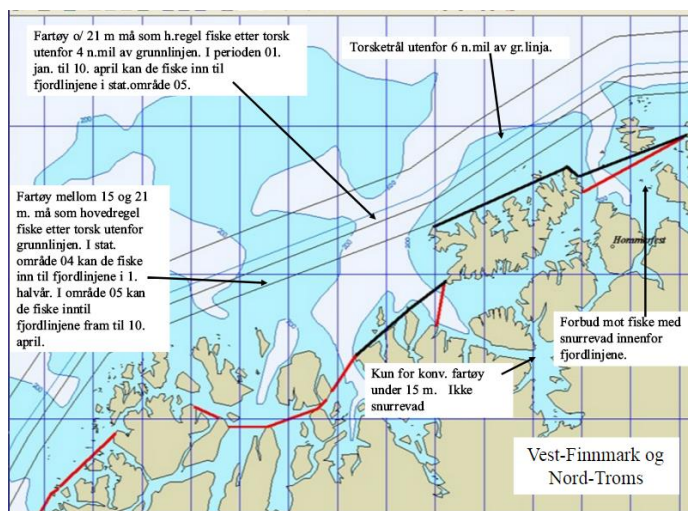 Fartøy o/ 21 m må som h.regel fiske etter torsk
utenfor 4 n.mil av grunnlinjen. I perioden 01.
jan. til 10. april kan de fiske inn til
fjordlinjene i stat.område 05.
Torsketrål utenfor 6 n.mil av gr.linja.
Fartøy mellom 15 og 21
m. må som hovedregel
fiske etter torsk utenfor
grunnlinjen. I stat.
område 04 kan de fiske
inn til fjordlinjene i 1.
halvår. I område 05 kan
de fiske inntil
fjordlinjene fram til 10.
april.
Hammerfest
Forbud mot fiske med
snurrevad innenfor
fjordlinjene.
Kun for konv. fartøy
under 15 m. Ikke
snurrevad
Vest-Finnmark og
Nord-Troms
200
200